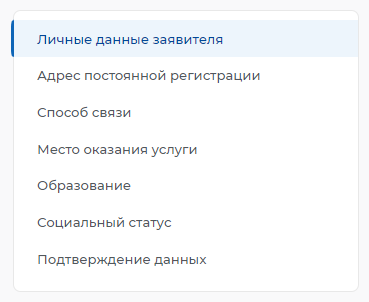 Личные данные заявителя
Адрес постоянной регистрации
Способ связи
Место оказания услуги
Образование
Социальный статус
Подтверждение данных